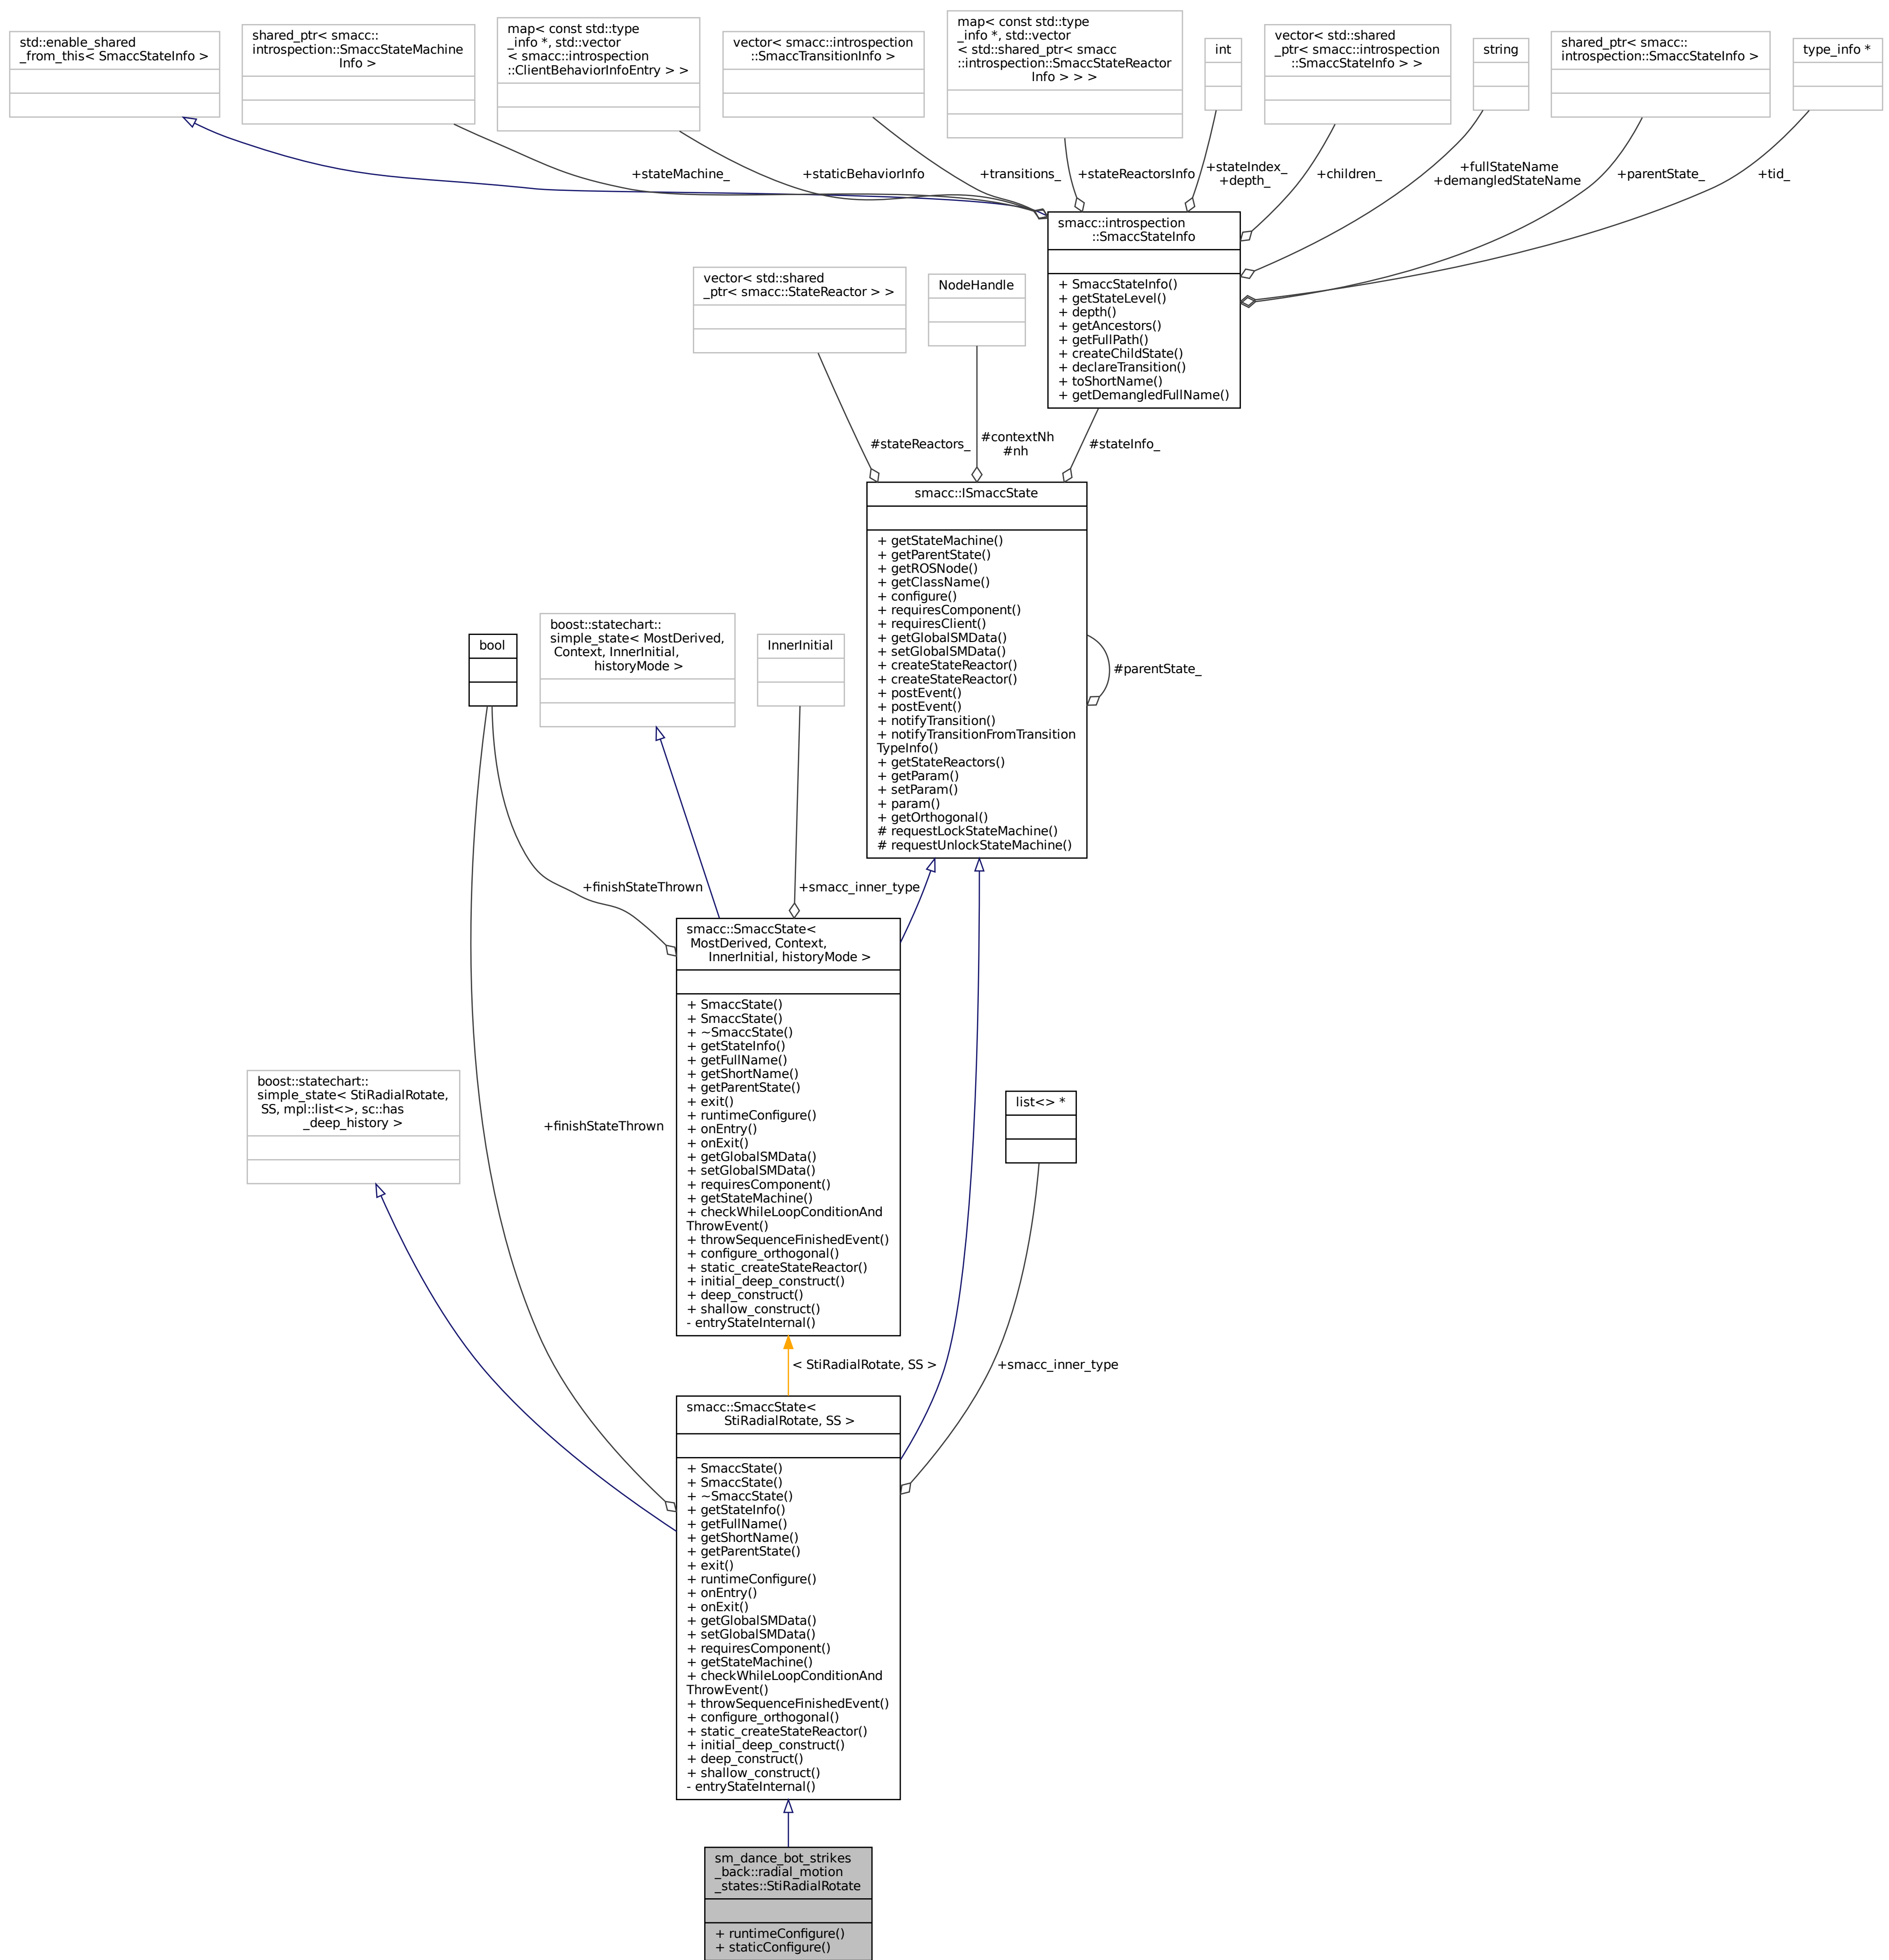 std::enable_shared
_from_this< SmaccStateInfo >
shared_ptr< smacc::
introspection::SmaccStateMachine
Info >
map< const std::type
_info *, std::vector
< smacc::introspection
::ClientBehaviorInfoEntry > >
vector< smacc::introspection
::SmaccTransitionInfo >
map< const std::type
_info *, std::vector
< std::shared_ptr< smacc
::introspection::SmaccStateReactor
Info > > >
int
vector< std::shared
_ptr< smacc::introspection
::SmaccStateInfo > >
string
shared_ptr< smacc::
introspection::SmaccStateInfo >
type_info *
+stateMachine_
+staticBehaviorInfo
+transitions_
+stateReactorsInfo
+stateIndex_
+depth_
+children_
+fullStateName
+demangledStateName
+parentState_
+tid_
smacc::introspection
::SmaccStateInfo
+ SmaccStateInfo()
+ getStateLevel()
+ depth()
+ getAncestors()
+ getFullPath()
+ createChildState()
+ declareTransition()
+ toShortName()
+ getDemangledFullName()
vector< std::shared
_ptr< smacc::StateReactor > >
NodeHandle
#stateReactors_
#contextNh
#nh
#stateInfo_
smacc::ISmaccState
+ getStateMachine()
+ getParentState()
+ getROSNode()
+ getClassName()
+ configure()
+ requiresComponent()
+ requiresClient()
+ getGlobalSMData()
+ setGlobalSMData()
+ createStateReactor()
+ createStateReactor()
+ postEvent()
+ postEvent()
+ notifyTransition()
+ notifyTransitionFromTransition
TypeInfo()
+ getStateReactors()
+ getParam()
+ setParam()
+ param()
+ getOrthogonal()
# requestLockStateMachine()
# requestUnlockStateMachine()
#parentState_
bool
boost::statechart::
simple_state< MostDerived,
Context, InnerInitial,
historyMode >
InnerInitial
+finishStateThrown
+smacc_inner_type
smacc::SmaccState<
MostDerived, Context,
InnerInitial, historyMode >
+ SmaccState()
+ SmaccState()
+ ~SmaccState()
+ getStateInfo()
+ getFullName()
+ getShortName()
+ getParentState()
+ exit()
+ runtimeConfigure()
+ onEntry()
+ onExit()
+ getGlobalSMData()
+ setGlobalSMData()
+ requiresComponent()
+ getStateMachine()
+ checkWhileLoopConditionAnd
ThrowEvent()
+ throwSequenceFinishedEvent()
+ configure_orthogonal()
+ static_createStateReactor()
+ initial_deep_construct()
+ deep_construct()
+ shallow_construct()
- entryStateInternal()
boost::statechart::
simple_state< StiRadialRotate,
SS, mpl::list<>, sc::has
_deep_history >
+finishStateThrown
list<> *
< StiRadialRotate, SS >
+smacc_inner_type
smacc::SmaccState<
StiRadialRotate, SS >
+ SmaccState()
+ SmaccState()
+ ~SmaccState()
+ getStateInfo()
+ getFullName()
+ getShortName()
+ getParentState()
+ exit()
+ runtimeConfigure()
+ onEntry()
+ onExit()
+ getGlobalSMData()
+ setGlobalSMData()
+ requiresComponent()
+ getStateMachine()
+ checkWhileLoopConditionAnd
ThrowEvent()
+ throwSequenceFinishedEvent()
+ configure_orthogonal()
+ static_createStateReactor()
+ initial_deep_construct()
+ deep_construct()
+ shallow_construct()
- entryStateInternal()
sm_dance_bot_strikes
_back::radial_motion
_states::StiRadialRotate
+ runtimeConfigure()
+ staticConfigure()